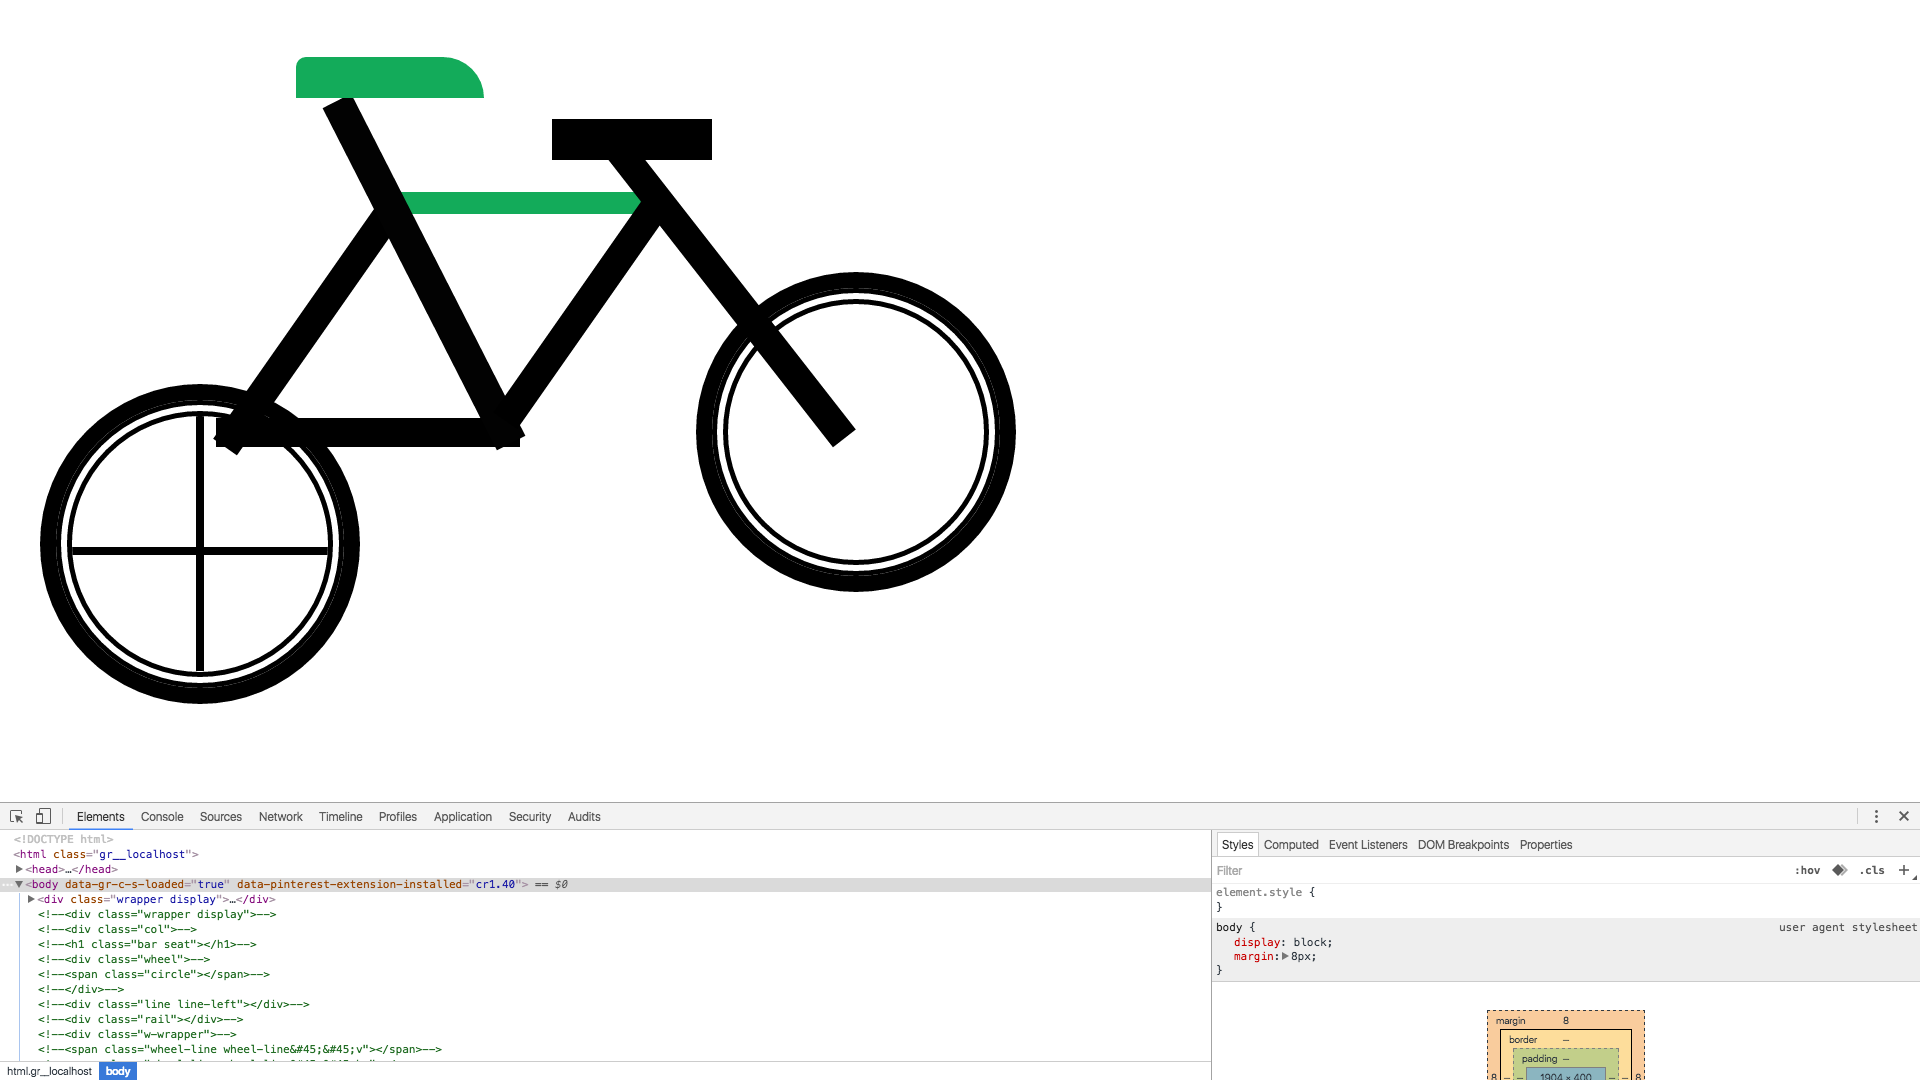 Elements Console Sources Network Timeline Profiles Application Security Audits
<!DOCTYPE html>
<html class="gr__localhost">
<head>…</head>
<body data-gr-c-s-loaded="true" data-pinterest-extension-installed="cr1.40"> == $0
<div class="wrapper display">…</div>
<!--<div class="wrapper display">-->
<!--<div class="col">-->
<!--<h1 class="bar seat"></h1>-->
<!--<div class="wheel">-->
<!--<span class="circle"></span>-->
<!--</div>-->
<!--<div class="line line-left"></div>-->
<!--<div class="rail"></div>-->
<!--<div class="w-wrapper">-->
<!--<span class="wheel-line wheel-line&#45;&#45;v"></span>-->
html.gr__localhost body
Styles Computed Event Listeners DOM Breakpoints Properties
Filter :hov .cls +
element.style {
}
body { user agent stylesheet
display: block;
margin: 8px;
}
margin 8
border –
padding –
8 – – 1904 × 400 – – 8